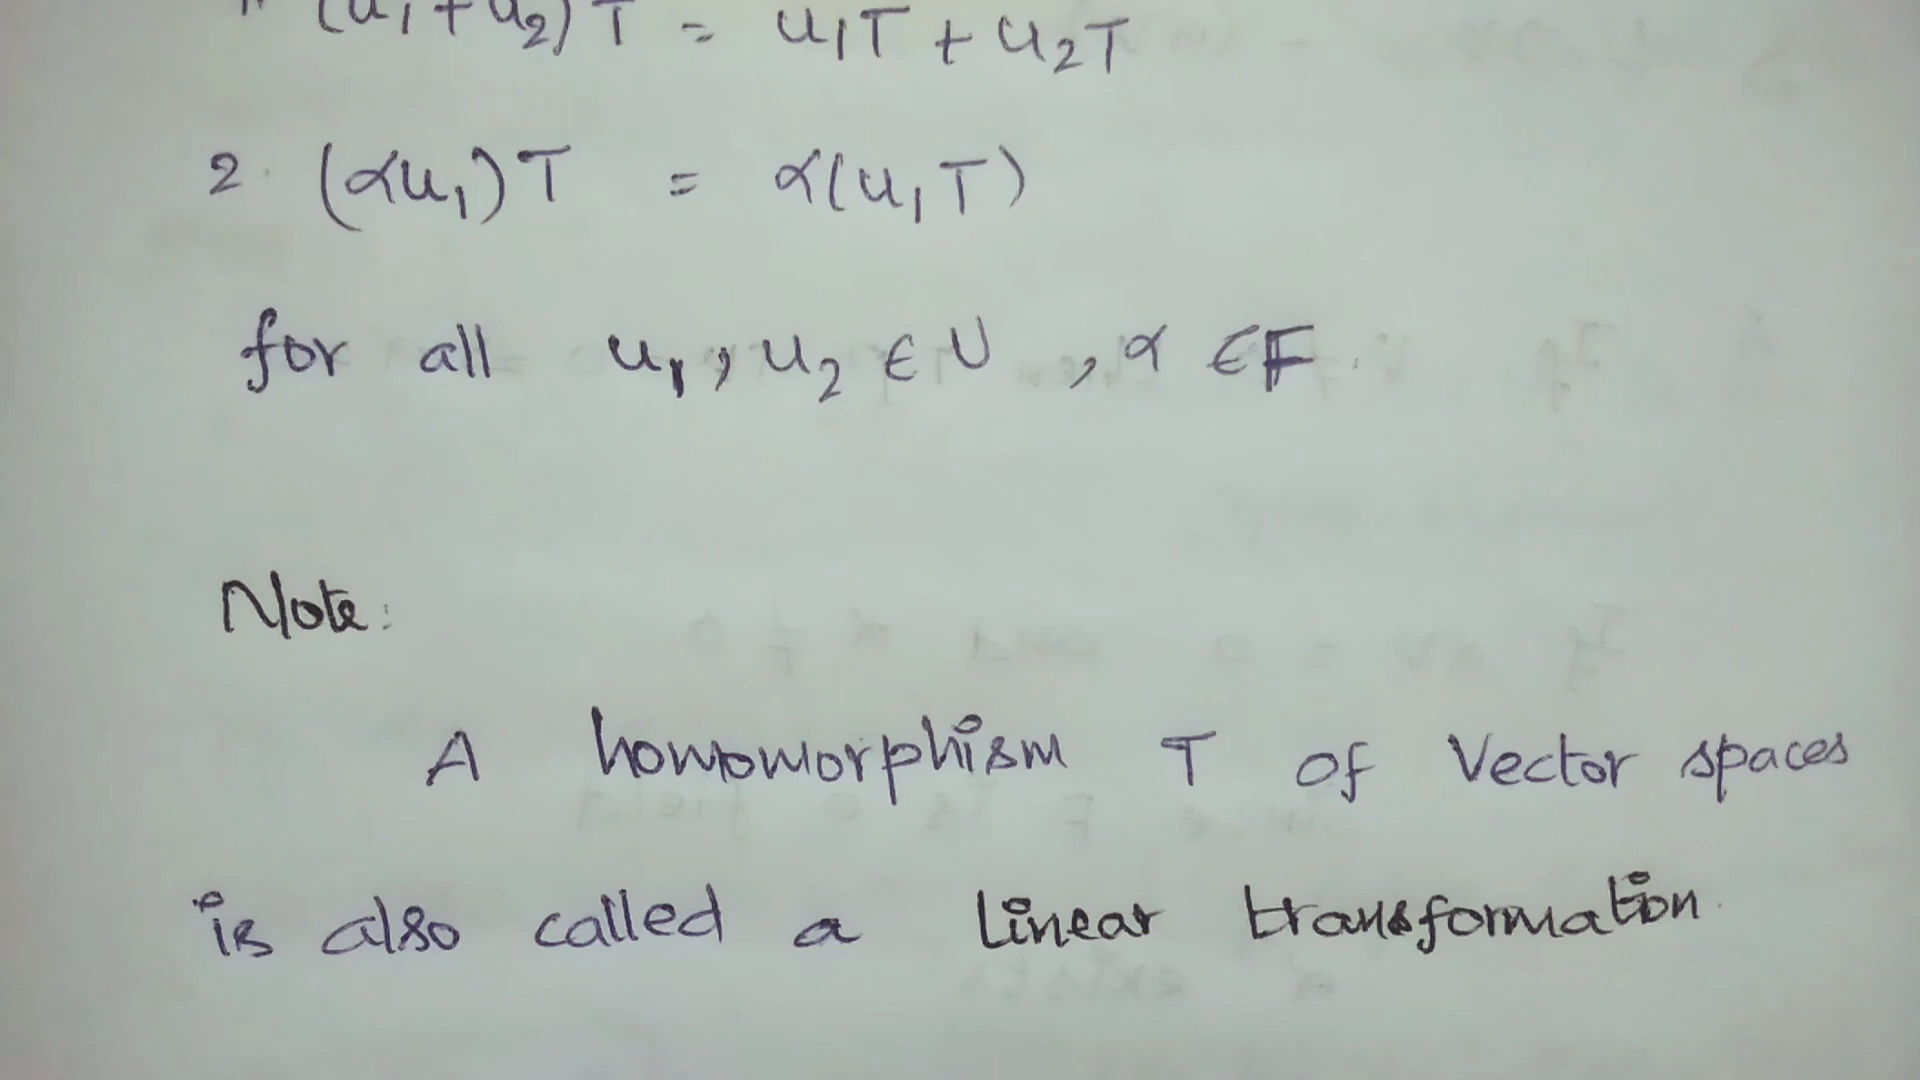 (u₁+u₂)T = u₁T + u₂T
2. (αu₁)T = α(u₁T)
for all u₁, u₂ ∈ U, α ∈ F.
Note:
A homomorphism T of Vector spaces
is also called a linear transformation.